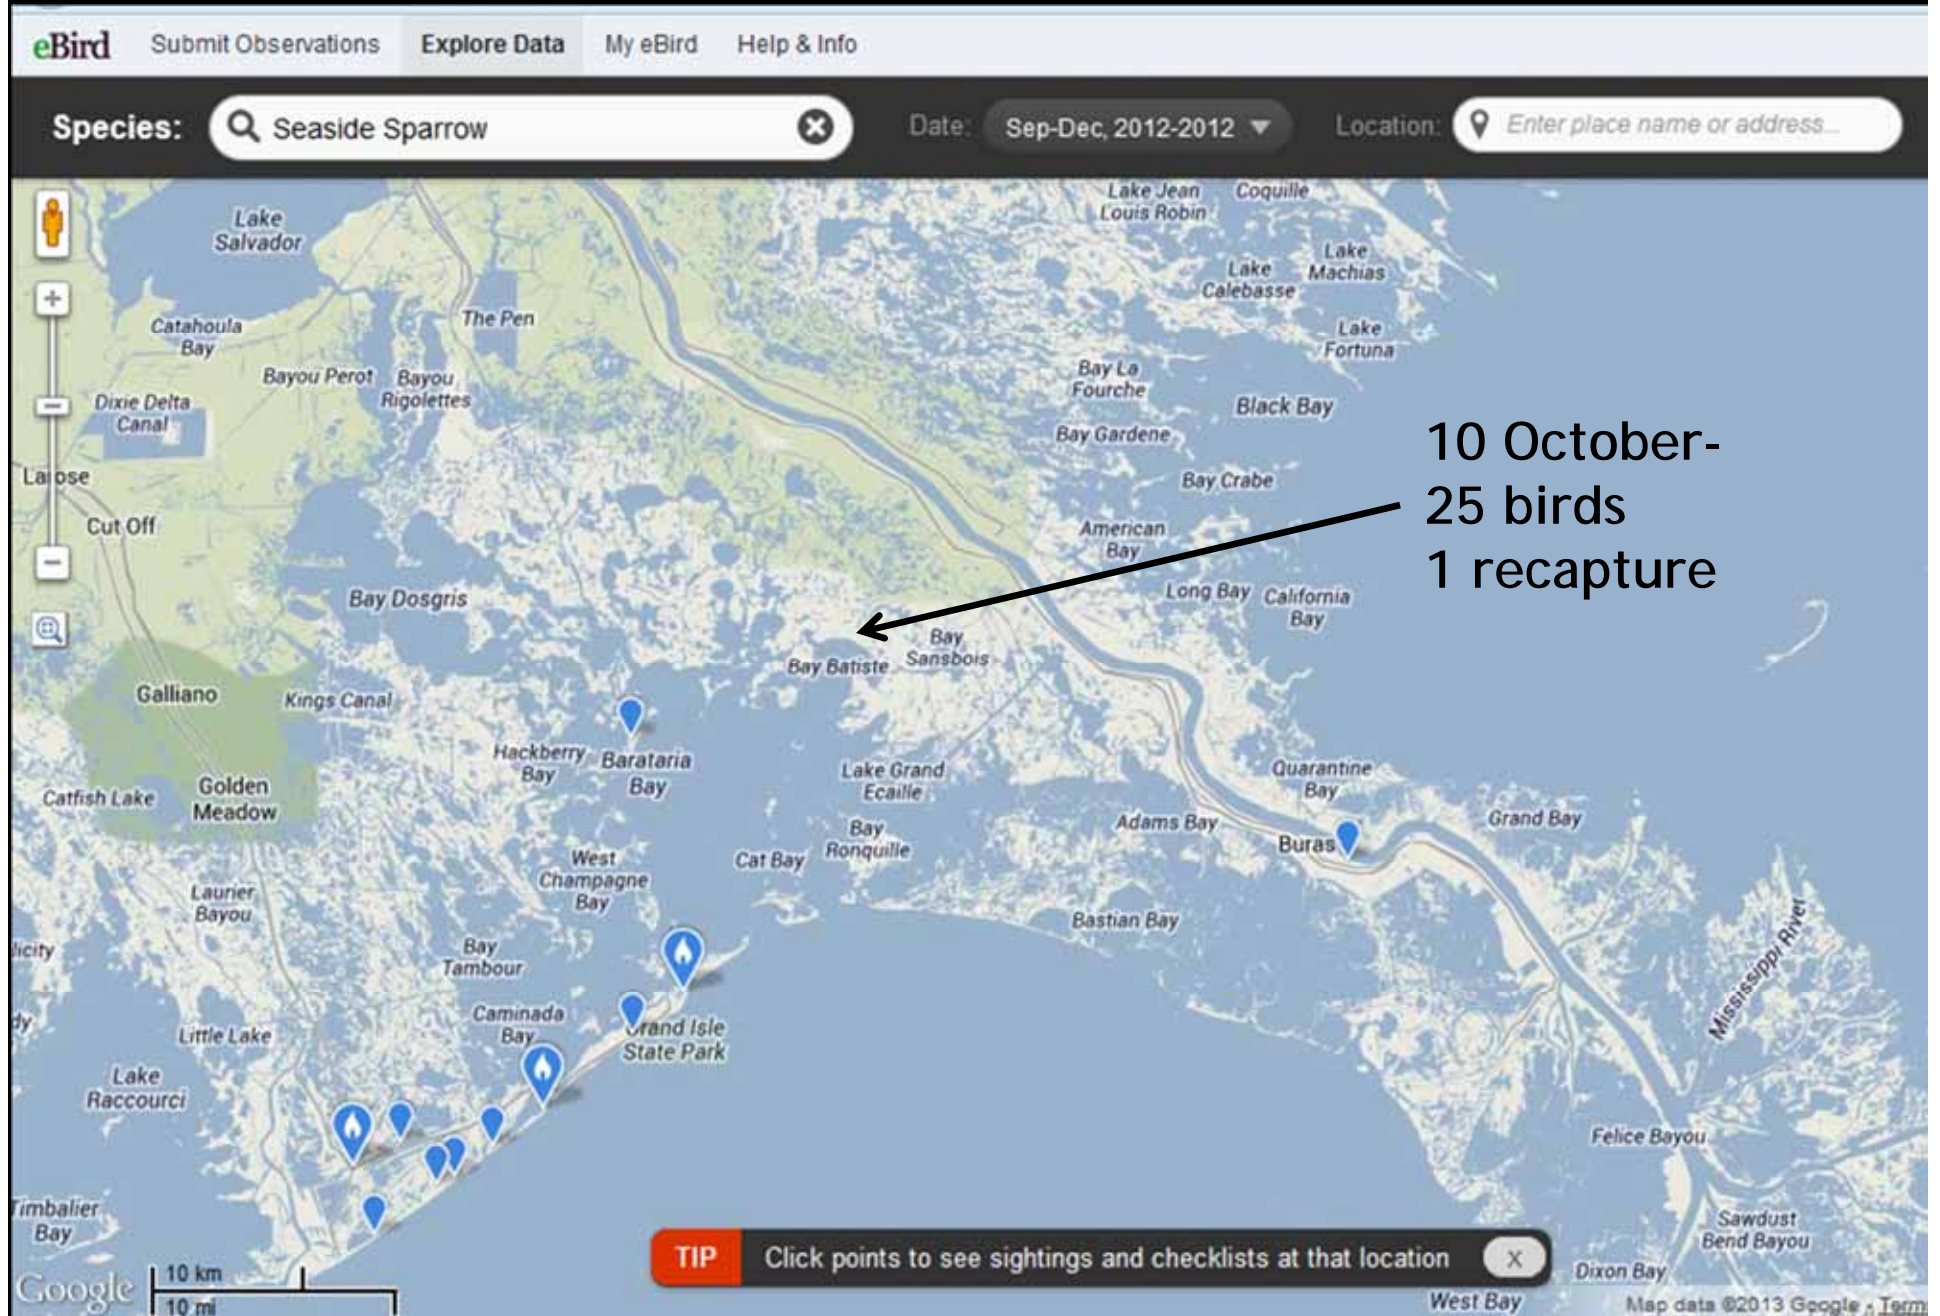 eBird Submit Observations Explore Data My eBird Help & Info
Species: Seaside Sparrow Date: Sep-Dec, 2012-2012 Location: Enter place name or address...
Lake
Salvador
Lake Jean
Louis Robin
Coquille
Lake
Machias
Lake
Calebasse
The Pen
Catahoula
Bay
Lake
Fortuna
Bayou Perot
Bayou
Rigolettes
Bay La
Fourche
Dixie Delta
Canal
Black Bay
Bay Gardene
10 October-
25 birds
1 recapture
Larose
Bay Crabe
Cut Off
American
Bay
Bay Dosgris
Long Bay
California
Bay
Bay
Sansbois
Bay Batiste
Galliano
Kings Canal
Hackberry
Bay
Barataria
Bay
Lake Grand
Ecaille
Quarantine
Bay
Catfish Lake
Golden
Meadow
Grand Bay
Adams Bay
Bay
Ronquille
Buras
West
Champagne
Bay
Cat Bay
Laurier
Bayou
Bastian Bay
Mississippi River
licity
Bay
Tambour
Caminada
Bay
dy
Little Lake
Grand Isle
State Park
Lake
Raccourci
Felice Bayou
Timbalier
Bay
Sawdust
Bend Bayou
TIP Click points to see sightings and checklists at that location X
Dixon Bay
Google
10 km
10 mi
West Bay
Map data ©2013 Google - Term